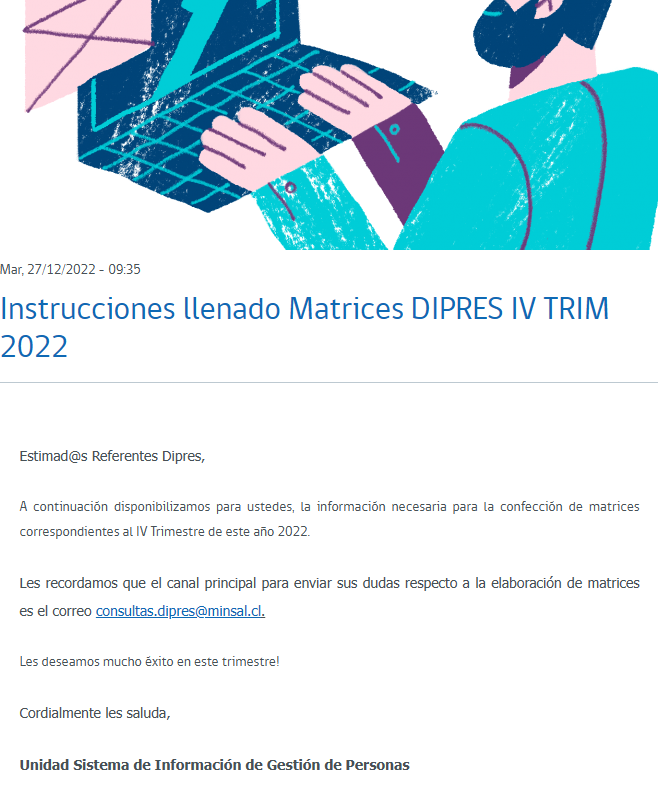 Mar, 27/12/2022 - 09:35
Instrucciones llenado Matrices DIPRES IV TRIM
2022
Estimad@s Referentes Dipres,
A continuación disponibilizamos para ustedes, la información necesaria para la confección de matrices
correspondientes al IV Trimestre de este año 2022.
Les recordamos que el canal principal para enviar sus dudas respecto a la elaboración de matrices
es el correo consultas.dipres@minsal.cl.
Les deseamos mucho éxito en este trimestre!
Cordialmente les saluda,
Unidad Sistema de Información de Gestión de Personas